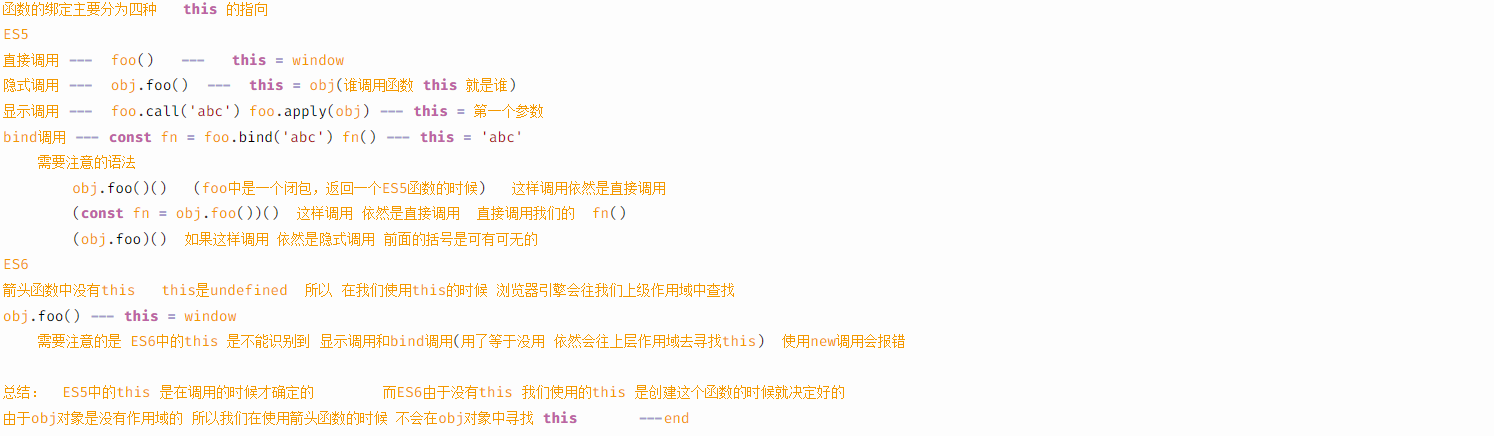 函数的绑定主要分为四种   this 的指向
ES5
直接调用 ---  foo()   ---   this = window
隐式调用 ---  obj.foo()  ---  this = obj(谁调用函数 this 就是谁)
显示调用 ---  foo.call('abc') foo.apply(obj) --- this = 第一个参数
bind调用 --- const fn = foo.bind('abc') fn() --- this = 'abc'
    需要注意的语法
        obj.foo()()   (foo中是一个闭包，返回一个ES5函数的时候)   这样调用依然是直接调用
        (const fn = obj.foo())()  这样调用 依然是直接调用  直接调用我们的  fn()
        (obj.foo)()  如果这样调用 依然是隐式调用 前面的括号是可有可无的
ES6
箭头函数中没有this   this是undefined  所以 在我们使用this的时候 浏览器引擎会往我们上级作用域中查找
obj.foo() --- this = window
    需要注意的是 ES6中的this 是不能识别到 显示调用和bind调用(用了等于没用 依然会往上层作用域去寻找this)  使用new调用会报错
总结：  ES5中的this 是在调用的时候才确定的        而ES6由于没有this 我们使用的this 是创建这个函数的时候就决定好的
由于obj对象是没有作用域的 所以我们在使用箭头函数的时候 不会在obj对象中寻找 this       ---end